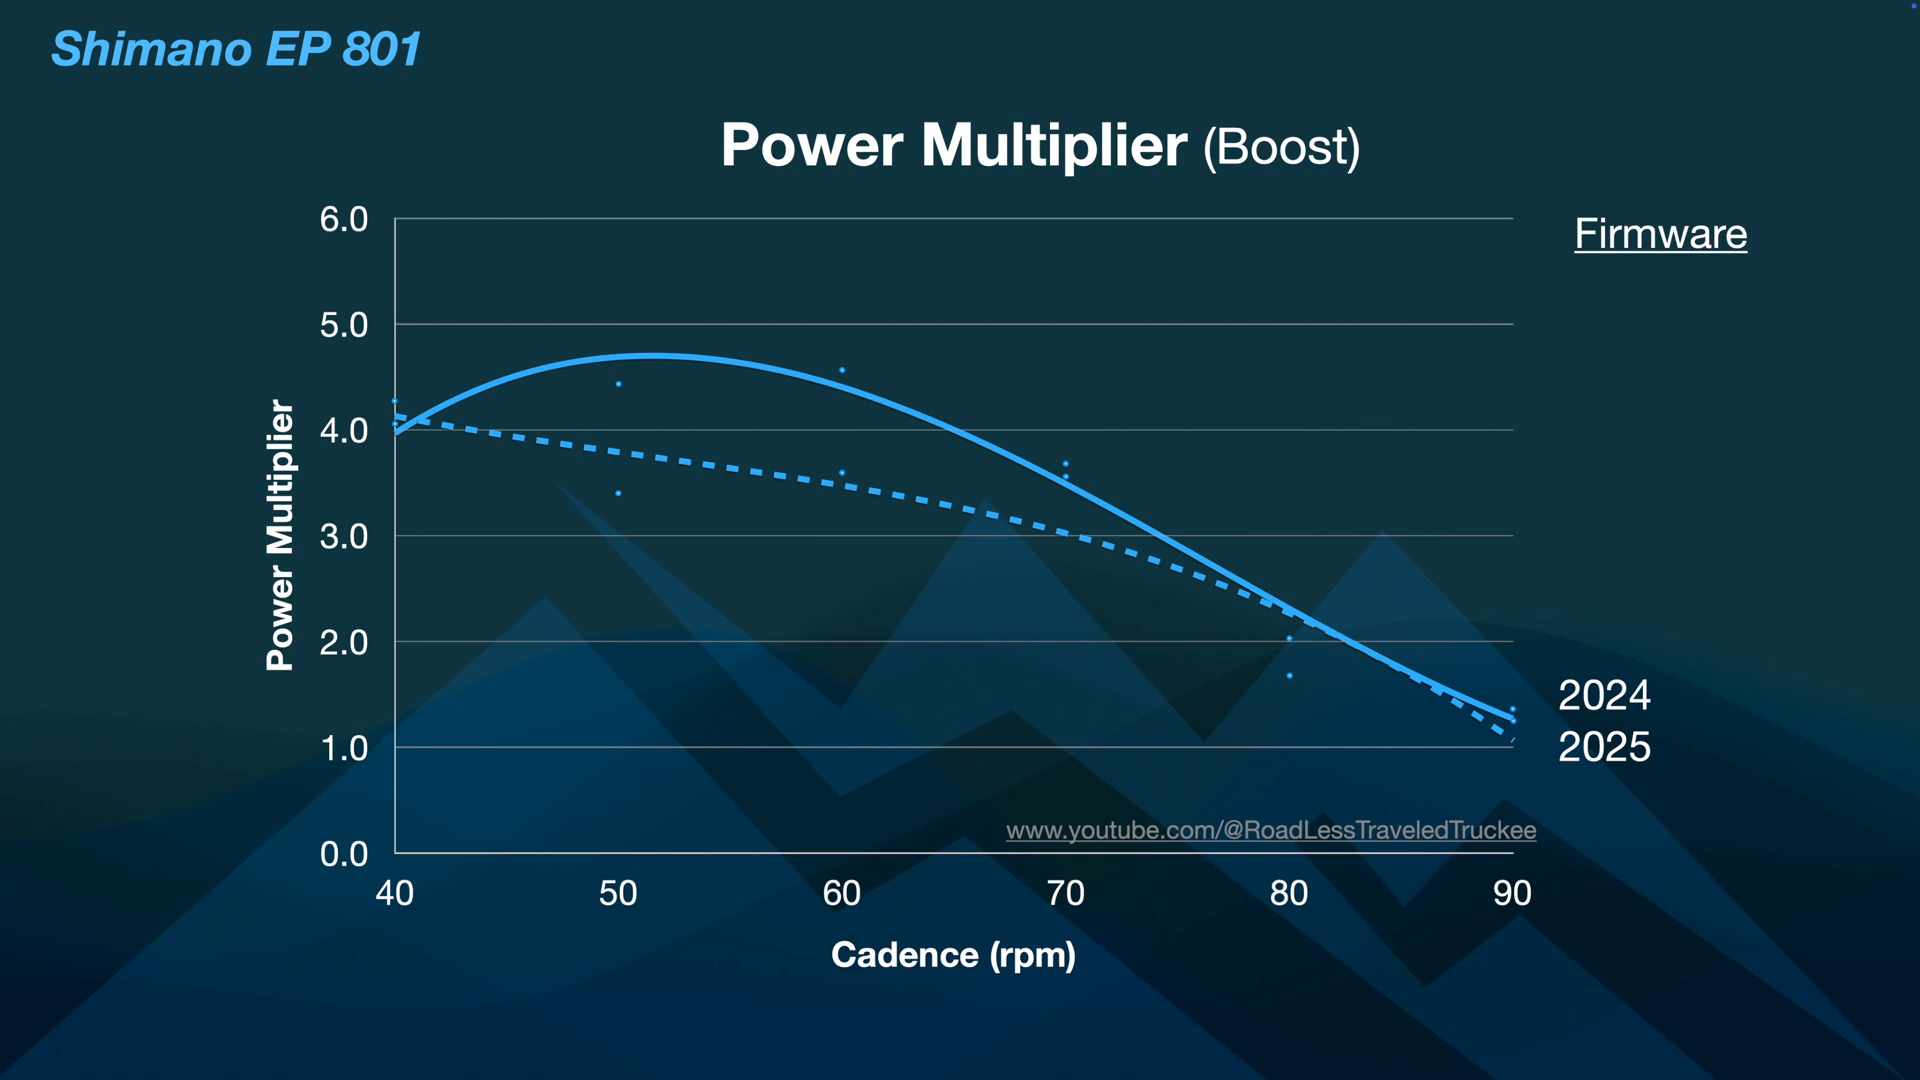 Shimano EP 801
Power Multiplier (Boost)
Firmware
6.0
5.0
4.0
3.0
2.0
1.0
0.0
Power Multiplier
2024
2025
www.youtube.com/@RoadLessTraveledTruckee
40 50 60 70 80 90
Cadence (rpm)